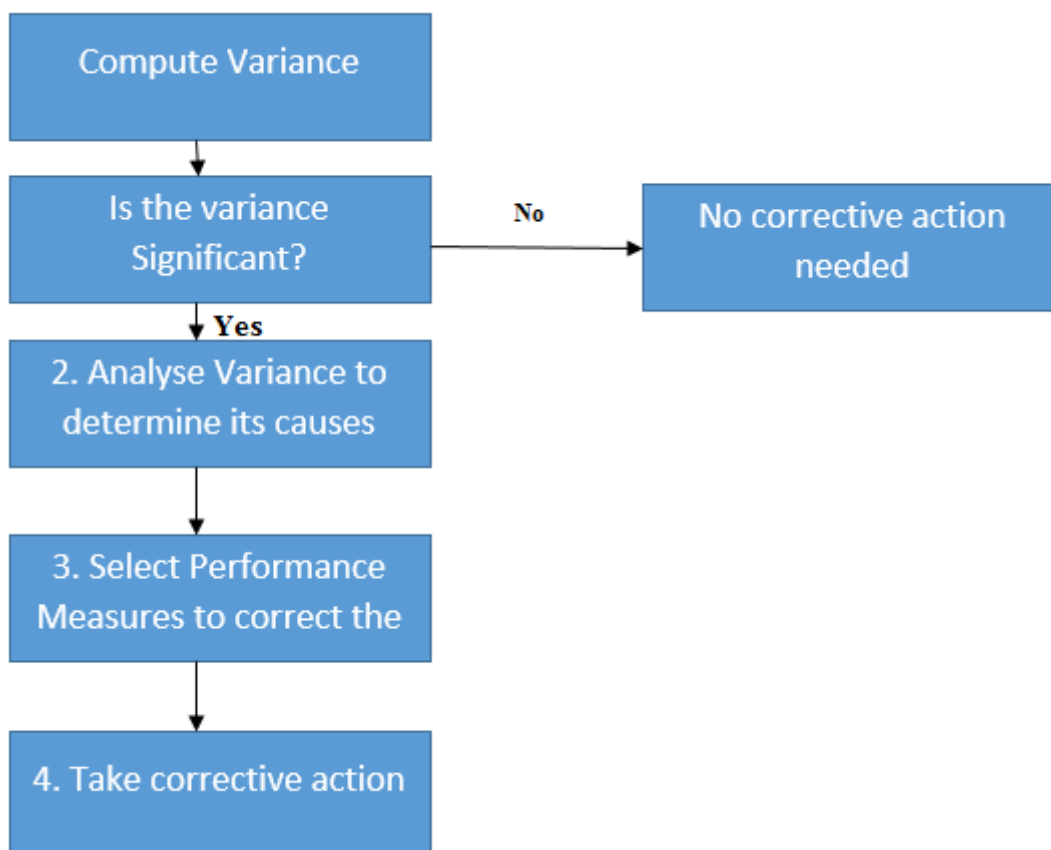 Compute Variance
Is the variance
Significant?
No
No corrective action
needed
Yes
2. Analyse Variance to
determine its causes
3. Select Performance
Measures to correct the
4. Take corrective action